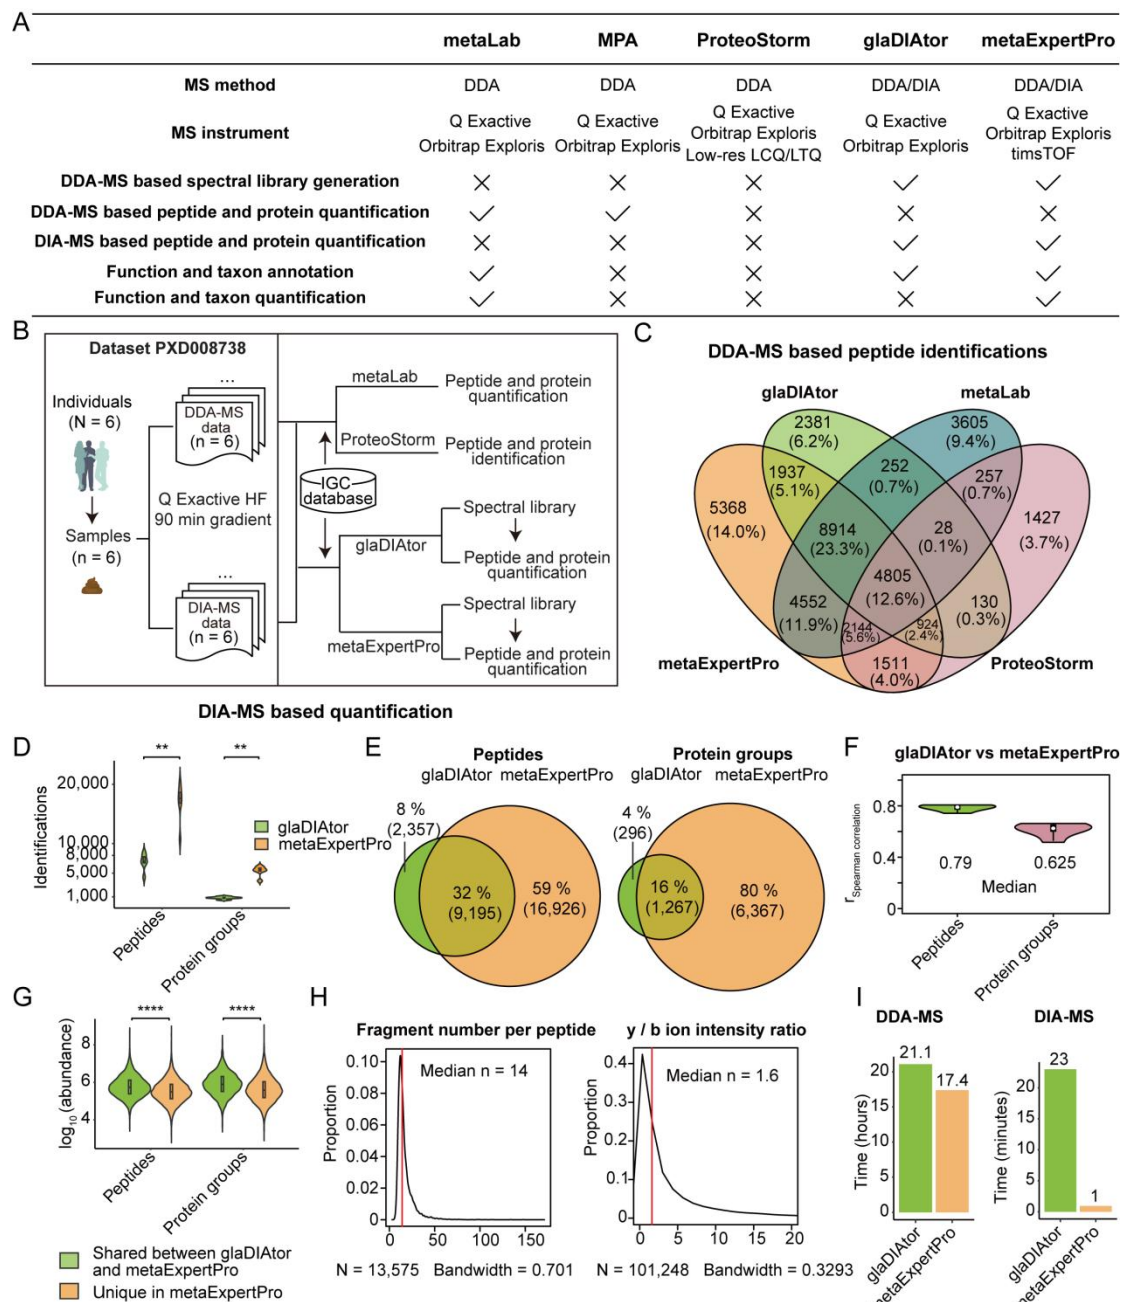 A
metaLab MPA ProteoStorm glaDIAtor metaExpertPro
MS method DDA DDA DDA DDA/DIA DDA/DIA
MS instrument
Q Exactive
Orbitrap Exploris
Q Exactive
Orbitrap Exploris
Q Exactive
Orbitrap Exploris
Low-res LCQ/LTQ
Q Exactive
Orbitrap Exploris
Q Exactive
Orbitrap Exploris
timsTOF
DDA-MS based spectral library generation × × × ✓ ✓
DDA-MS based peptide and protein quantification ✓ ✓ × × ×
DIA-MS based peptide and protein quantification × × × ✓ ✓
Function and taxon annotation ✓ × × ✓ ✓
Function and taxon quantification ✓ × × × ✓
B
Dataset PXD008738
Individuals
(N = 6)
Samples
(n = 6)
...
DDA-MS
data
(n = 6)
Q Exactive HF
90 min gradient
...
DIA-MS
data
(n = 6)
IGC
database
metaLab
Peptide and protein
quantification
ProteoStorm
Peptide and protein
identification
glaDIAtor
Spectral library
Peptide and protein
quantification
metaExpertPro
Spectral library
Peptide and protein
quantification
C
DDA-MS based peptide identifications
glaDIAtor
metaLab
metaExpertPro
ProteoStorm
2381
(6.2%)
3605
(9.4%)
1937
(5.1%)
252
(0.7%)
257
(0.7%)
5368
(14.0%)
8914
(23.3%)
28
(0.1%)
1427
(3.7%)
4805
(12.6%)
4552
(11.9%)
130
(0.3%)
2144
(5.6%)
924
(2.4%)
1511
(4.0%)
DIA-MS based quantification
D
** **
Identifications
20,000
10,000
8,000
5,000
1,000
glaDIAtor
metaExpertPro
Peptides
Protein groups
E
Peptides
glaDIAtor metaExpertPro
8 %
(2,357)
32 %
(9,195)
59 %
(16,926)
Protein groups
glaDIAtor metaExpertPro
4 %
(296)
16 %
(1,267)
80 %
(6,367)
F
glaDIAtor vs metaExpertPro
rSpearman correlation
0.8
0.4
0
0.79 0.625
Median
Peptides
Protein groups
G
**** ****
log10(abundance)
8
6
4
Peptides
Protein groups
Shared between glaDIAtor
and metaExpertPro
Unique in metaExpertPro
H
Fragment number per peptide
Median n = 14
Proportion
0.10
0.08
0.06
0.04
0.02
0
0 50 100 150
N = 13,575 Bandwidth = 0.701
y / b ion intensity ratio
Median n = 1.6
Proportion
0.4
0.3
0.2
0.1
0
0 5 10 15 20
N = 101,248 Bandwidth = 0.3293
I
DDA-MS
Time (hours)
20
15
10
5
0
21.1
17.4
glaDIAtor
metaExpertPro
DIA-MS
Time (minutes)
20
15
10
5
0
23
1
glaDIAtor
metaExpertPro